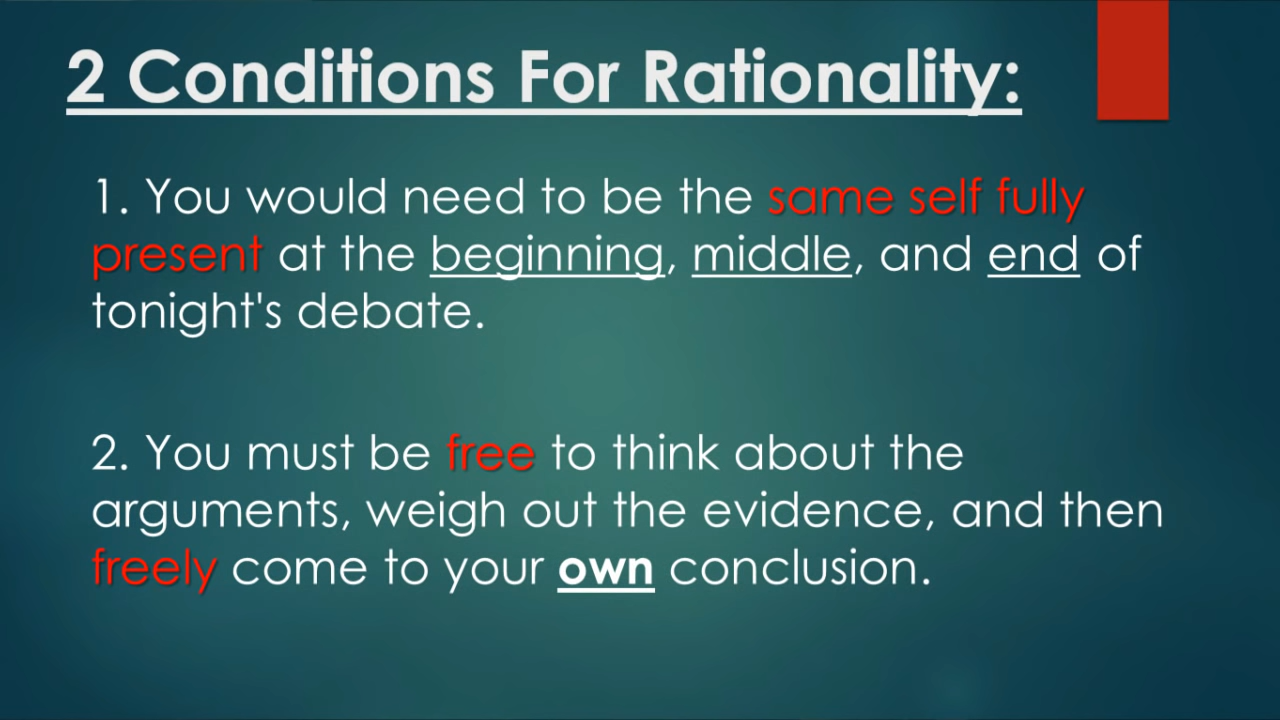 2 Conditions For Rationality:
1. You would need to be the same self fully
present at the beginning, middle, and end of
tonight's debate.
2. You must be free to think about the
arguments, weigh out the evidence, and then
freely come to your own conclusion.